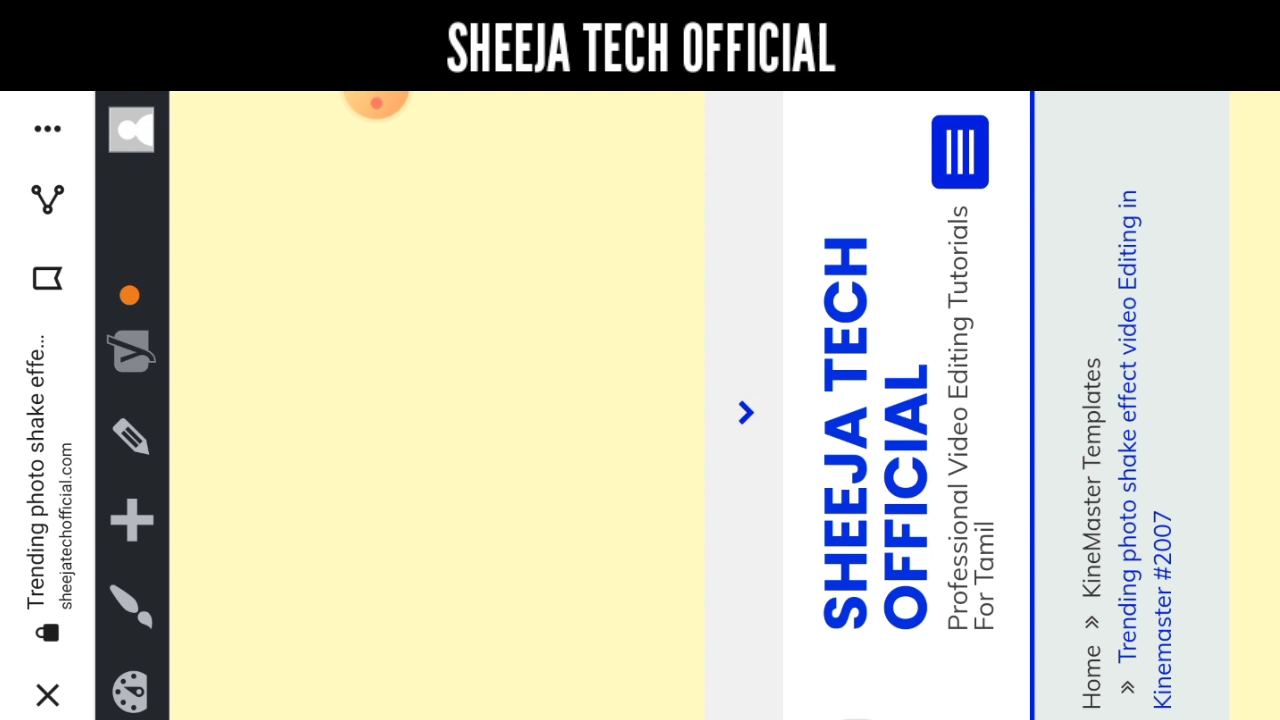 SHEEJA TECH OFFICIAL
Trending photo shake effe...
sheejatechofficial.com
SHEEJA TECH
OFFICIAL
Professional Video Editing Tutorials
For Tamil
Home » KineMaster Templates
» Trending photo shake effect video Editing in
Kinemaster #2007